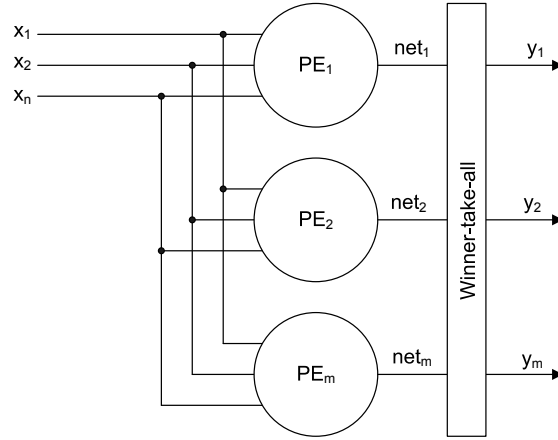 x₁
x₂
xₙ
PE₁
net₁
y₁
PE₂
net₂
y₂
PEₘ
netₘ
yₘ
Winner-take-all